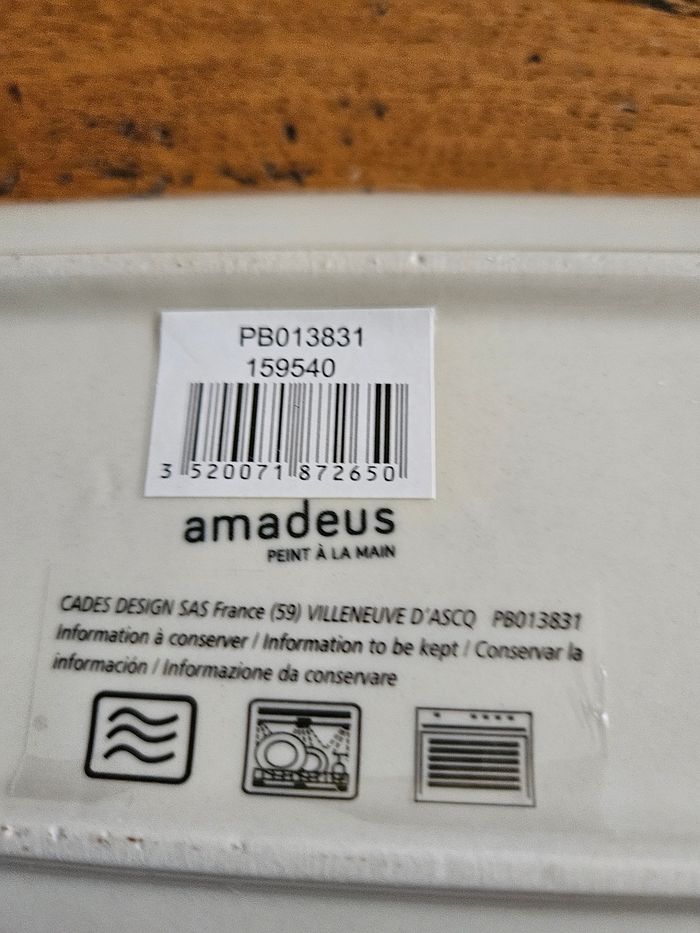 PB013831
159540
3 520071 872650
amadeus
PEINT À LA MAIN
CADES DESIGN SAS France (59) VILLENEUVE D'ASCQ PB013831
Information à conserver / Information to be kept / Conservar la
información / Informazione da conservare